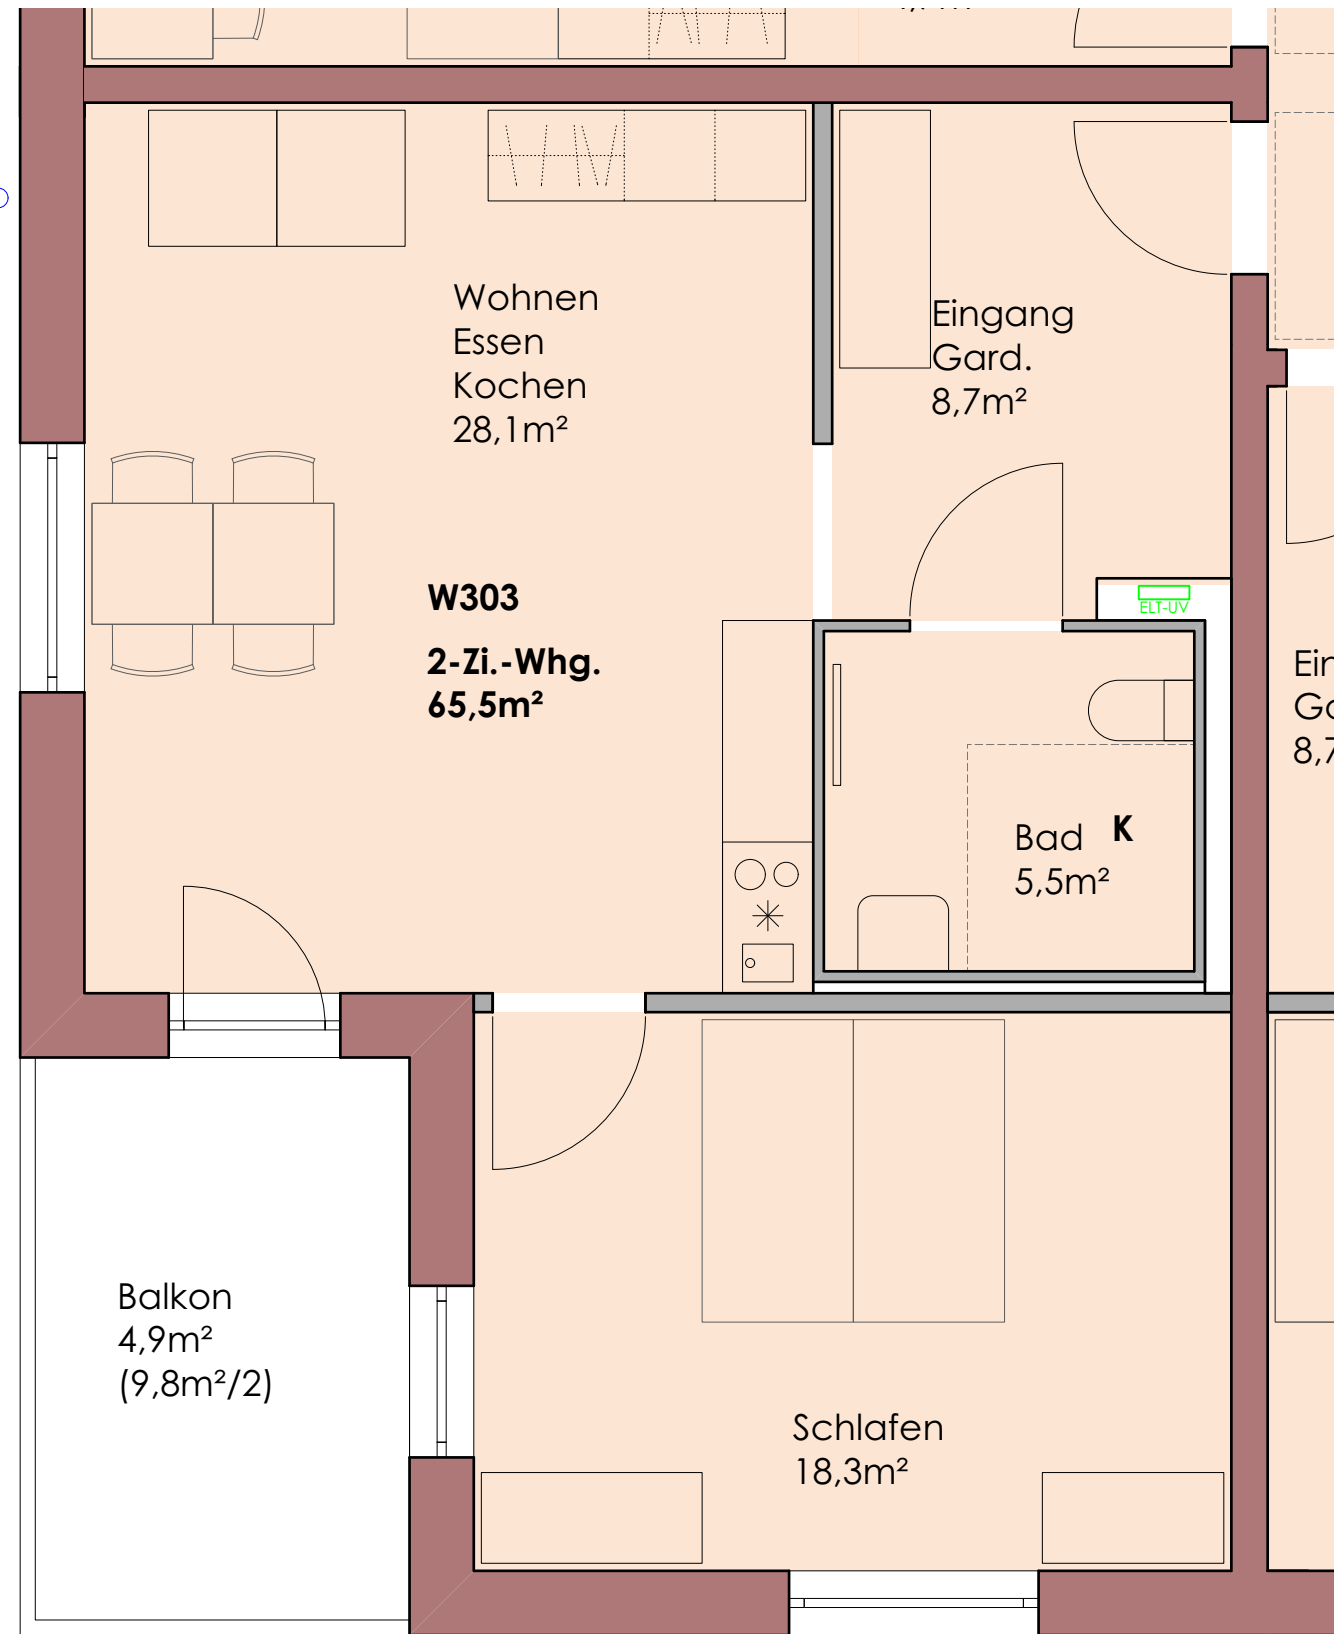 Wohnen
Essen
Kochen
28,1m²
Eingang
Gard.
8,7m²
W303
2-Zi.-Whg.
65,5m²
ELT-UV
Bad K
5,5m²
Balkon
4,9m²
(9,8m²/2)
Schlafen
18,3m²